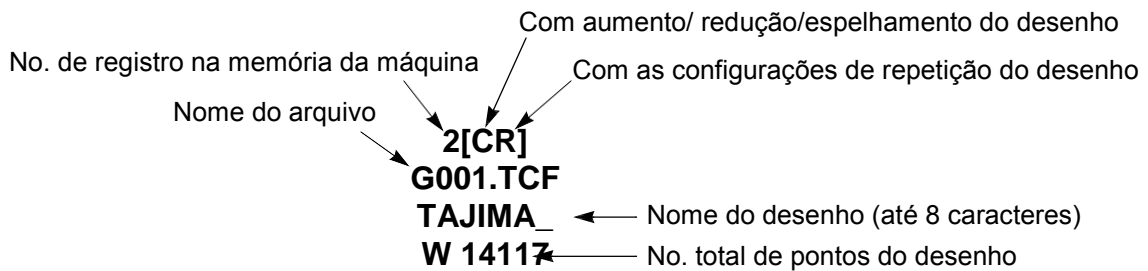 Com aumento/ redução/espelhamento do desenho
No. de registro na memória da máquina
Com as configurações de repetição do desenho
Nome do arquivo
2[CR]
G001.TCF
TAJIMA_
Nome do desenho (até 8 caracteres)
W 14117
No. total de pontos do desenho